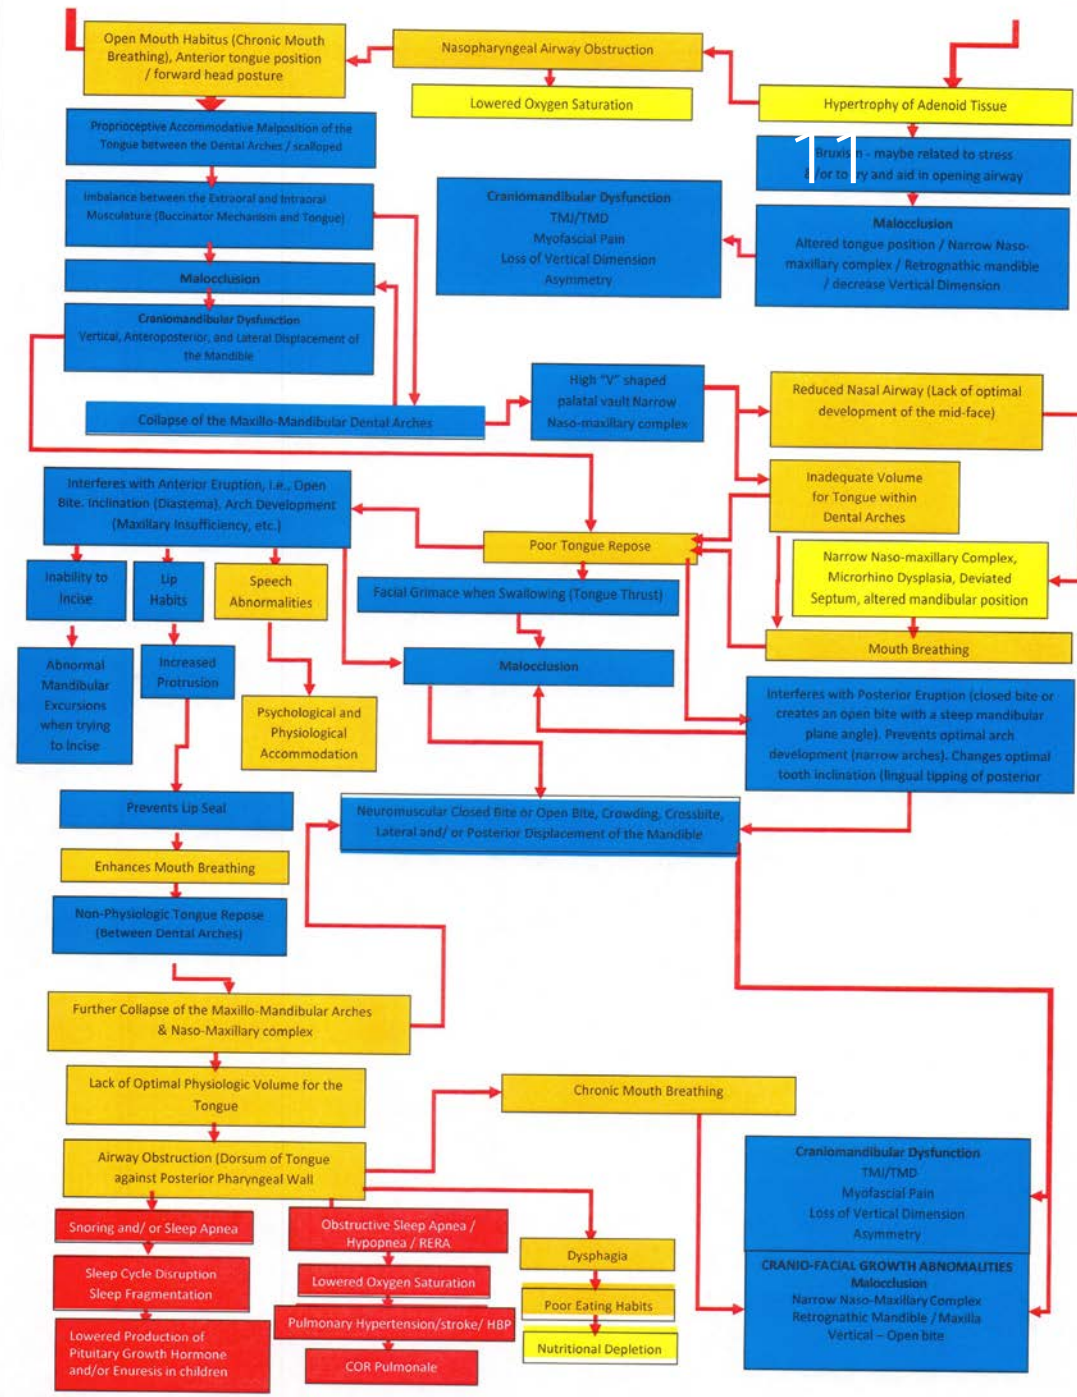 Open Mouth Habitus (Chronic Mouth
Breathing), Anterior tongue position
/ forward head posture
Nasopharyngeal Airway Obstruction
Lowered Oxygen Saturation
Hypertrophy of Adenoid Tissue
11
Proprioceptive Accommodative Malposition of the
Tongue between the Dental Arches / scalloped
Bruxism - maybe related to stress
&/or to try and aid in opening airway
Imbalance between the Extraoral and Intraoral
Musculature (Buccinator Mechanism and Tongue)
Craniomandibular Dysfunction
TMJ/TMD
Myofascial Pain
Loss of Vertical Dimension
Asymmetry
Malocclusion
Altered tongue position / Narrow Naso-
maxillary complex / Retrognathic mandible
/ decrease Vertical Dimension
Malocclusion
Craniomandibular Dysfunction
Vertical, Anteroposterior, and Lateral Displacement of
the Mandible
Collapse of the Maxillo-Mandibular Dental Arches
High "V" shaped
palatal vault Narrow
Naso-maxillary complex
Reduced Nasal Airway (Lack of optimal
development of the mid-face)
Inadequate Volume
for Tongue within
Dental Arches
Interferes with Anterior Eruption, i.e., Open
Bite. Inclination (Diastema), Arch Development
(Maxillary Insufficiency, etc.)
Poor Tongue Repose
Narrow Naso-maxillary Complex,
Microrhino Dysplasia, Deviated
Septum, altered mandibular position
Inability to
Incise
Lip
Habits
Speech
Abnormalities
Facial Grimace when Swallowing (Tongue Thrust)
Mouth Breathing
Abnormal
Mandibular
Excursions
when trying
to Incise
Increased
Protrusion
Psychological and
Physiological
Accommodation
Malocclusion
Interferes with Posterior Eruption (closed bite or
creates an open bite with a steep mandibular
plane angle). Prevents optimal arch
development (narrow arches). Changes optimal
tooth inclination (lingual tipping of posterior
Prevents Lip Seal
Neuromuscular Closed Bite or Open Bite, Crowding, Crossbite,
Lateral and/ or Posterior Displacement of the Mandible
Enhances Mouth Breathing
Non-Physiologic Tongue Repose
(Between Dental Arches)
Further Collapse of the Maxillo-Mandibular Arches
& Naso-Maxillary complex
Lack of Optimal Physiologic Volume for the
Tongue
Chronic Mouth Breathing
Airway Obstruction (Dorsum of Tongue
against Posterior Pharyngeal Wall
Craniomandibular Dysfunction
TMJ/TMD
Myofascial Pain
Loss of Vertical Dimension
Asymmetry
Snoring and/ or Sleep Apnea
Sleep Cycle Disruption
Sleep Fragmentation
Lowered Production of
Pituitary Growth Hormone
and/or Enuresis in children
Obstructive Sleep Apnea /
Hypopnea / RERA
Lowered Oxygen Saturation
Pulmonary Hypertension/stroke/ HBP
COR Pulmonale
Dysphagia
Poor Eating Habits
Nutritional Depletion
CRANIO-FACIAL GROWTH ABNOMALITIES
Malocclusion
Narrow Naso-Maxillary Complex
Retrognathic Mandible / Maxilla
Vertical – Open bite